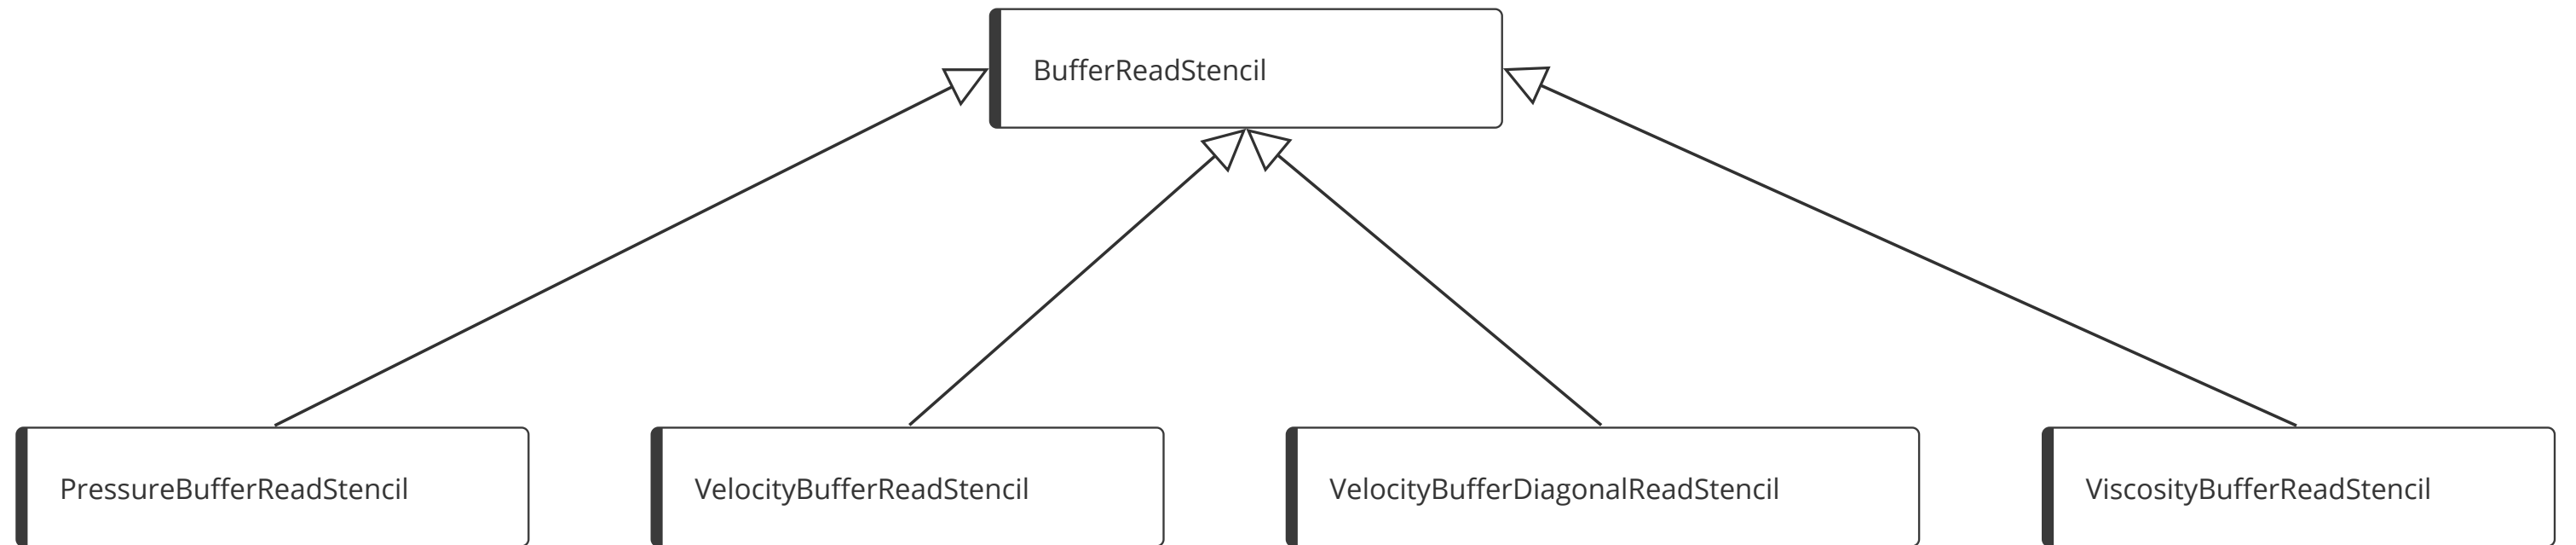 BufferReadStencil
PressureBufferReadStencil
VelocityBufferReadStencil
VelocityBufferDiagonalReadStencil
ViscosityBufferReadStencil